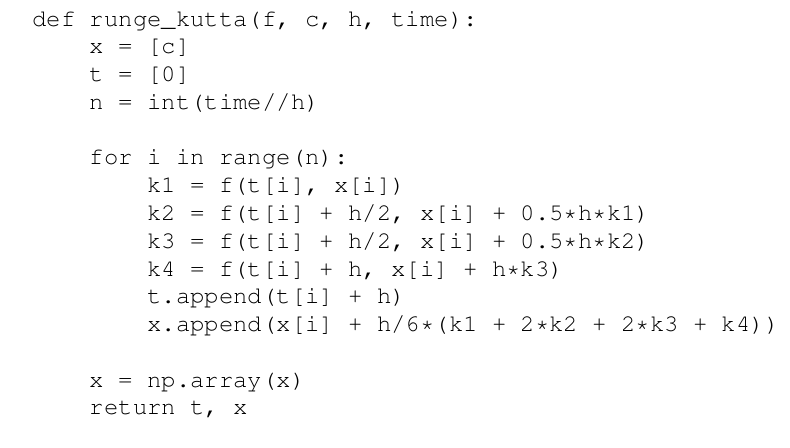 def runge_kutta(f, c, h, time):
    x = [c]
    t = [0]
    n = int(time//h)

    for i in range(n):
        k1 = f(t[i], x[i])
        k2 = f(t[i] + h/2, x[i] + 0.5*h*k1)
        k3 = f(t[i] + h/2, x[i] + 0.5*h*k2)
        k4 = f(t[i] + h, x[i] + h*k3)
        t.append(t[i] + h)
        x.append(x[i] + h/6*(k1 + 2*k2 + 2*k3 + k4))

    x = np.array(x)
    return t, x